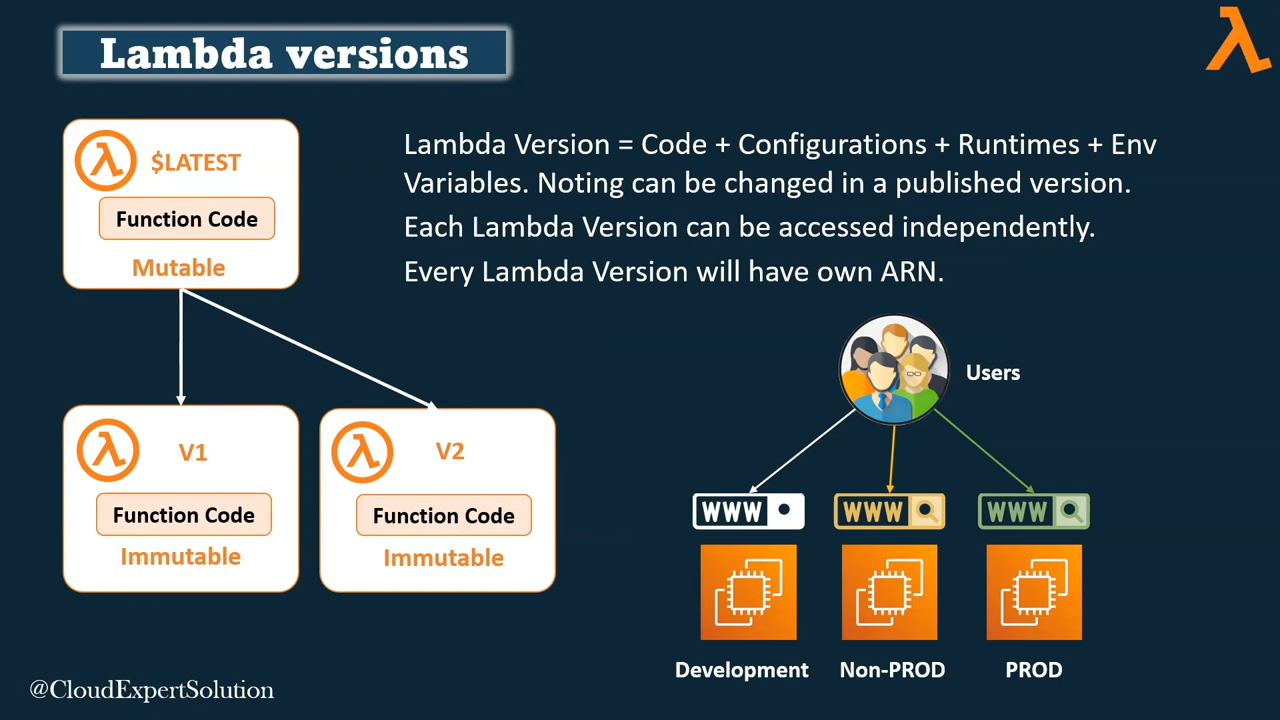 Lambda versions
$LATEST
Function Code
Mutable
Lambda Version = Code + Configurations + Runtimes + Env
Variables. Noting can be changed in a published version.
Each Lambda Version can be accessed independently.
Every Lambda Version will have own ARN.
Users
V1
Function Code
Immutable
V2
Function Code
Immutable
WWW
WWW
WWW
Development
Non-PROD
PROD
@CloudExpertSolution